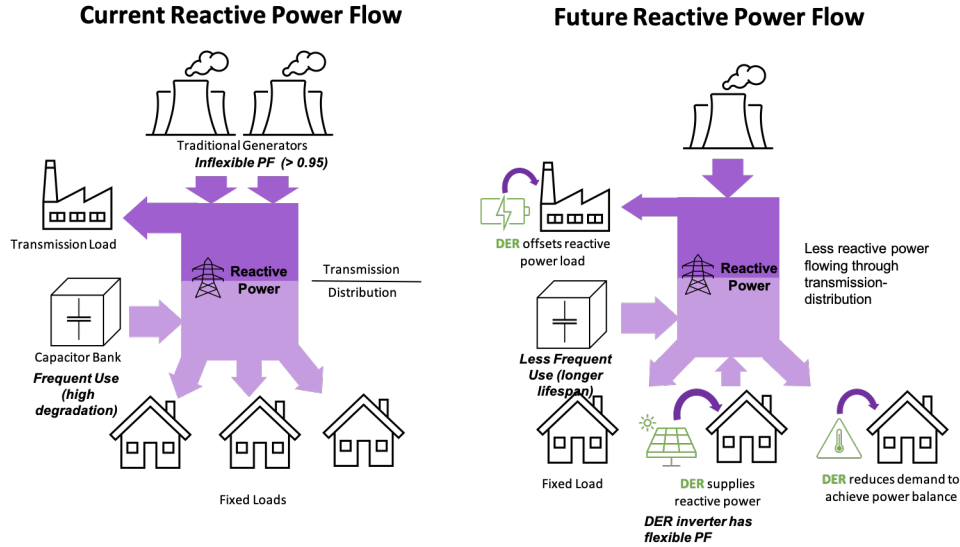 Current Reactive Power Flow
Traditional Generators
Inflexible PF (> 0.95)
Transmission Load
Reactive
Power
Transmission
Distribution
Capacitor Bank
Frequent Use
(high
degradation)
Fixed Loads
Future Reactive Power Flow
DER offsets reactive
power load
Reactive
Power
Less reactive power
flowing through
transmission-
distribution
Less Frequent
Use (longer
lifespan)
Fixed Load
DER supplies
reactive power
DER inverter has
flexible PF
DER reduces demand to
achieve power balance